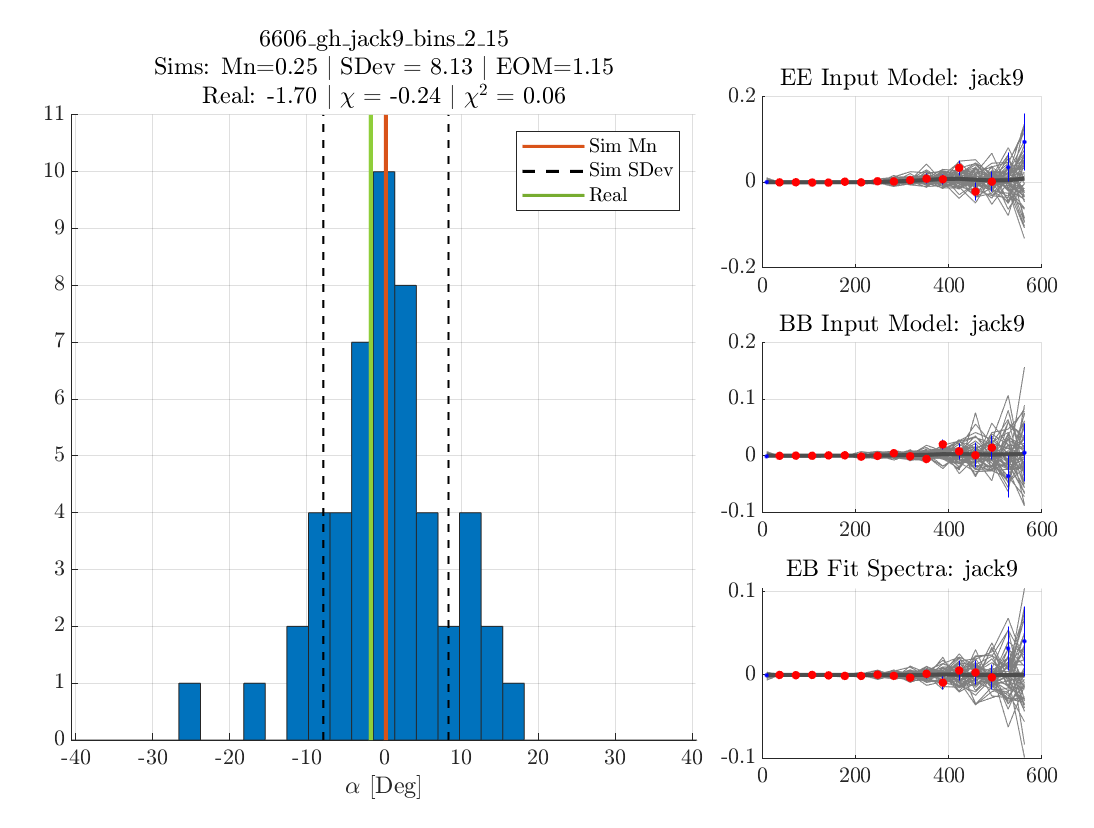 6606_gh_jack9_bins_2_15
Sims: Mn=0.25 | SDev = 8.13 | EOM=1.15
Real: -1.70 | χ = -0.24 | χ² = 0.06
11
10
9
8
7
6
5
4
3
2
1
0
-40 -30 -20 -10 0 10 20 30 40
α [Deg]
Sim Mn
Sim SDev
Real
EE Input Model: jack9
0.2
0
-0.2
0 200 400 600
BB Input Model: jack9
0.2
0.1
0
-0.1
0 200 400 600
EB Fit Spectra: jack9
0.1
0
-0.1
0 200 400 600